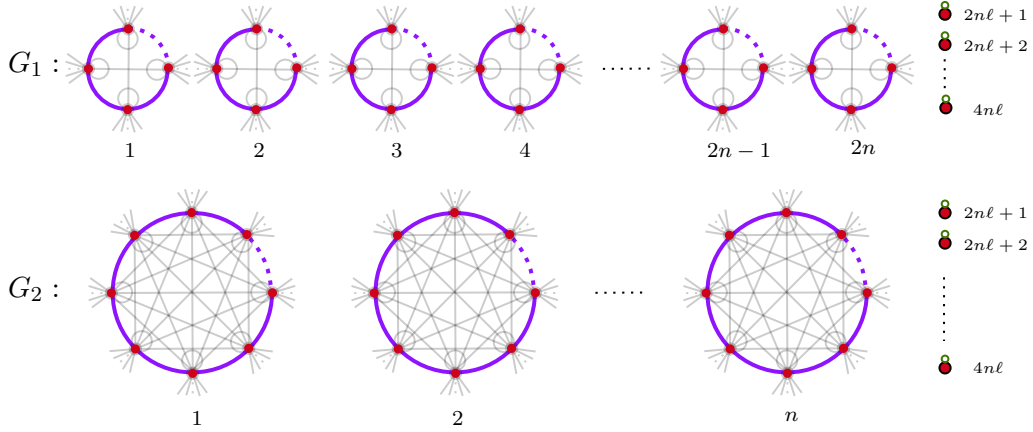 G₁ :
1 2 3 4 ...... 2n − 1 2n
2nℓ + 1
2nℓ + 2
4nℓ
G₂ :
1 2 ...... n
2nℓ + 1
2nℓ + 2
4nℓ